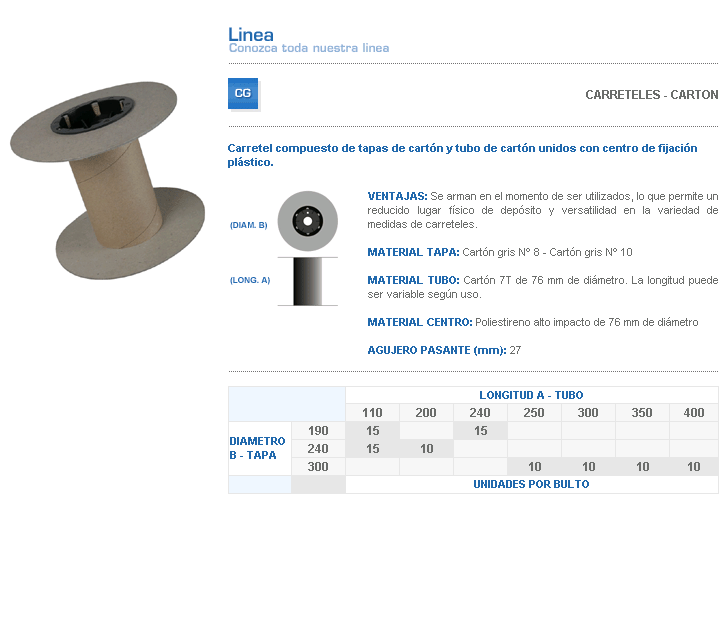 Linea
Conozca toda nuestra linea
CG
CARRETELES - CARTON
Carretel compuesto de tapas de cartón y tubo de cartón unidos con centro de fijación
plástico.
(DIAM. B)
(LONG. A)
VENTAJAS: Se arman en el momento de ser utilizados, lo que permite un
reducido lugar físico de depósito y versatilidad en la variedad de
medidas de carreteles.
MATERIAL TAPA: Cartón gris Nº 8 - Cartón gris Nº 10
MATERIAL TUBO: Cartón 7T de 76 mm de diámetro. La longitud puede
ser variable según uso.
MATERIAL CENTRO: Poliestireno alto impacto de 76 mm de diámetro
AGUJERO PASANTE (mm): 27
LONGITUD A - TUBO
110 200 240 250 300 350 400
DIAMETRO
B - TAPA
190 15 15
240 15 10
300 10 10 10 10
UNIDADES POR BULTO